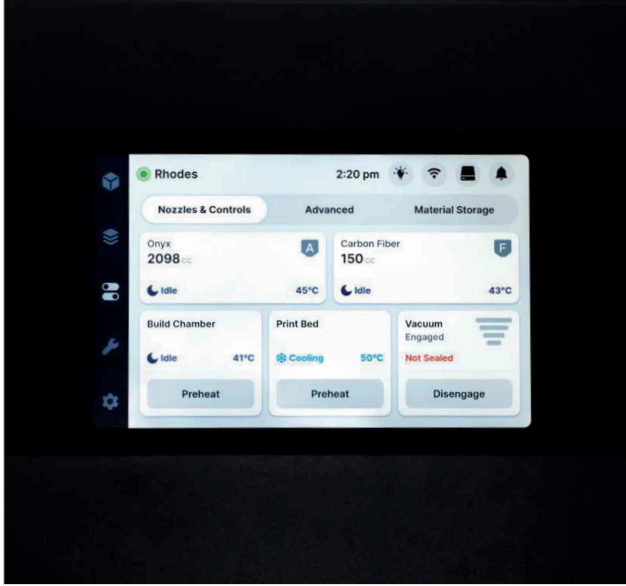 Rhodes 2:20 pm
Nozzles & Controls Advanced Material Storage
Onyx A Carbon Fiber F
2098 cc 150 cc
Idle 45°C Idle 43°C
Build Chamber Print Bed Vacuum
Engaged
Idle 41°C Cooling 50°C Not Sealed
Preheat Preheat Disengage